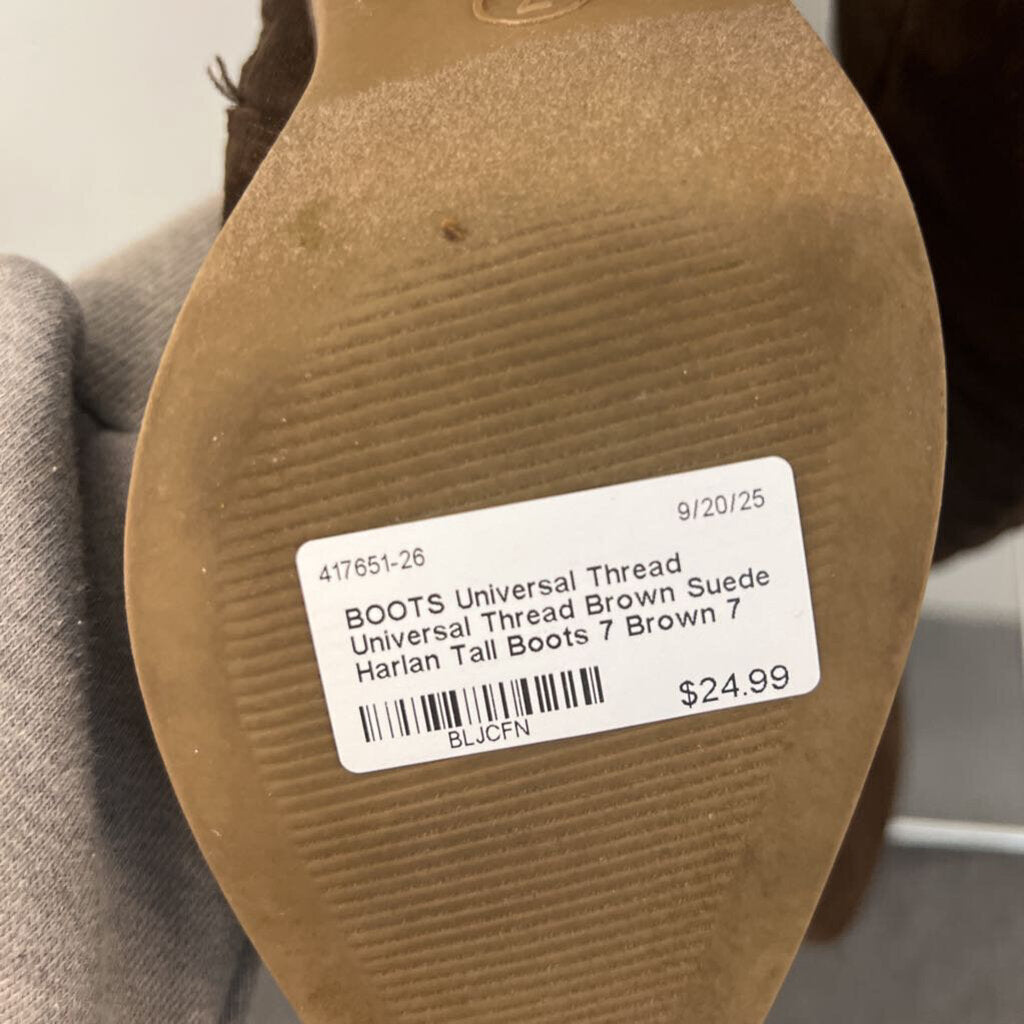 7
417651-26 9/20/25
BOOTS Universal Thread
Universal Thread Brown Suede
Harlan Tall Boots 7 Brown 7
BLJCFN
$24.99